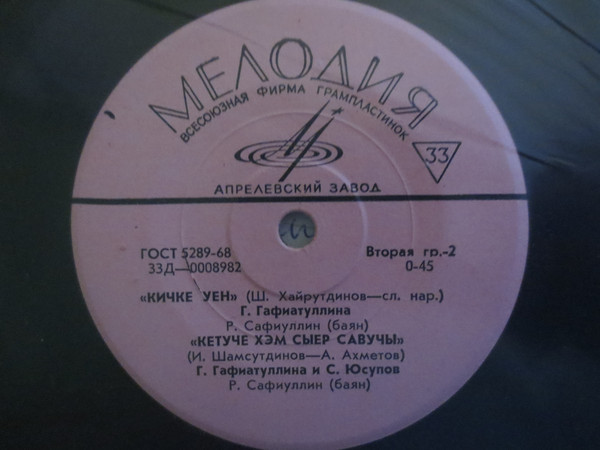 МЕЛОДИЯ
ВСЕСОЮЗНАЯ ФИРМА ГРАМПЛАСТИНОК
33
АПРЕЛЕВСКИЙ ЗАВОД
ГОСТ 5289-68
Вторая гр.-2
33Д—0008982
0-45
«КИЧКЕ УЕН» (Ш. Хайрутдинов—сл. нар.)
Г. Гафиатуллина
Р. Сафиуллин (баян)
«КЕТУЧЕ ХЭМ СЫЕР САВУЧЫ»
(И. Шамсутдинов—А. Ахметов)
Г. Гафиатуллина и С. Юсупов
Р. Сафиуллин (баян)